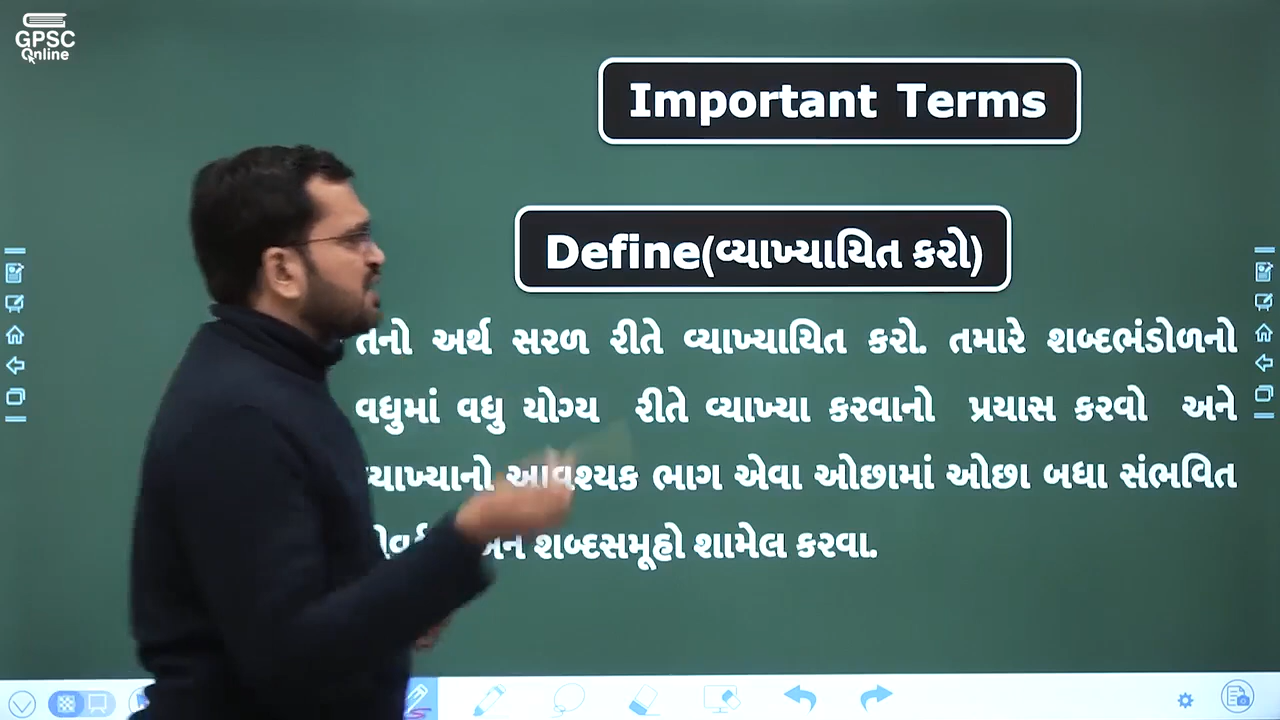 GPSC
Online
Important Terms
Define(વ્યાખ્યાયિત કરો)
તેનો અર્થ સરળ રીતે વ્યાખ્યાયિત કરો. તમારે શબ્દભંડોળનો
વધુમાં વધુ યોગ્ય રીતે વ્યાખ્યા કરવાનો પ્રયાસ કરવો અને
વ્યાખ્યાનો આવશ્યક ભાગ એવા ઓછામાં ઓછા બધા સંભવિત
અને શબ્દસમૂહો શામેલ કરવા.